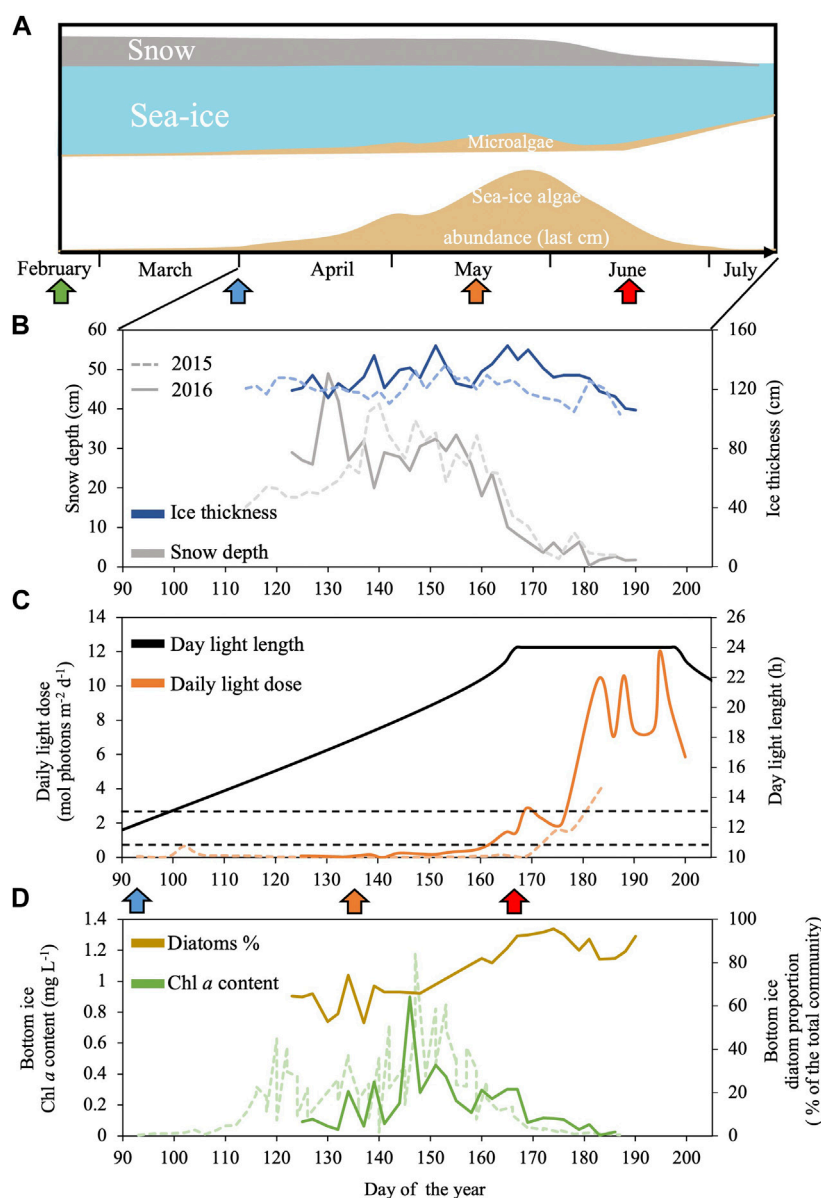 A
Snow
Sea-ice
Microalgae
Sea-ice algae
abundance (last cm)
February
March
April
May
June
July
B
60
50
40
30
20
10
0
Snow depth (cm)
160
120
80
40
0
Ice thickness (cm)
2015
2016
Ice thickness
Snow depth
90 100 110 120 130 140 150 160 170 180 190 200
C
14
12
10
8
6
4
2
0
Daily light dose
(mol photons m-2 d-1)
26
24
22
20
18
16
14
12
10
Day light lenght (h)
Day light length
Daily light dose
90 100 110 120 130 140 150 160 170 180 190 200
D
1.4
1.2
1
0.8
0.6
0.4
0.2
0
Bottom ice
Chl a content (mg L-1)
100
80
60
40
20
0
Bottom ice
diatom proportion
( % of the total community)
Diatoms %
Chl a content
90 100 110 120 130 140 150 160 170 180 190 200
Day of the year